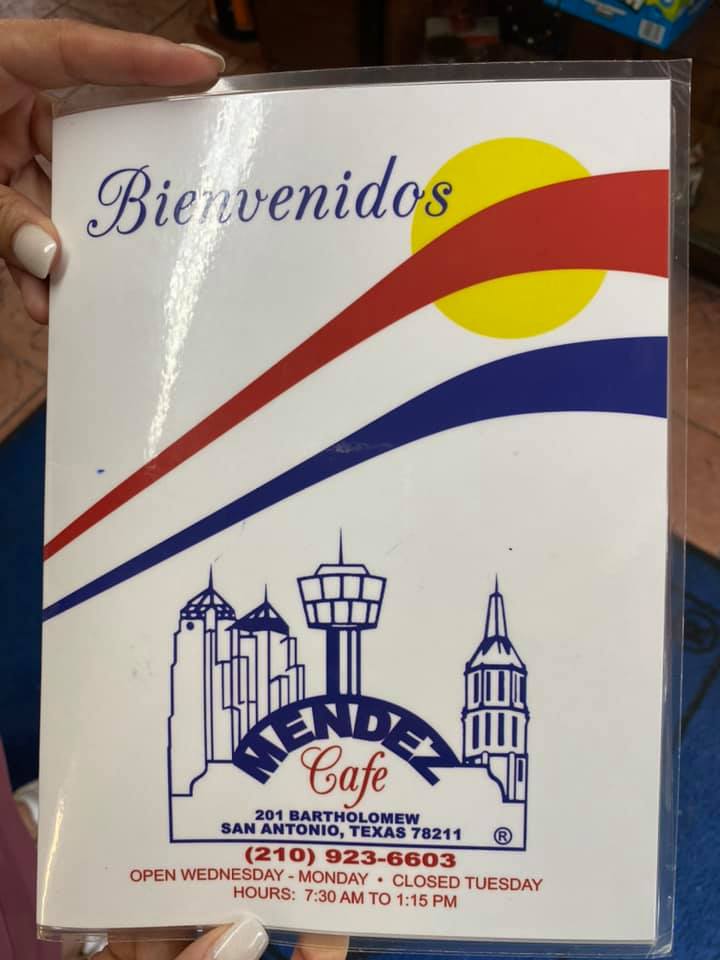 Bienvenidos
MENDEZ
Cafe
201 BARTHOLOMEW
SAN ANTONIO, TEXAS 78211
®
(210) 923-6603
OPEN WEDNESDAY - MONDAY • CLOSED TUESDAY
HOURS: 7:30 AM TO 1:15 PM